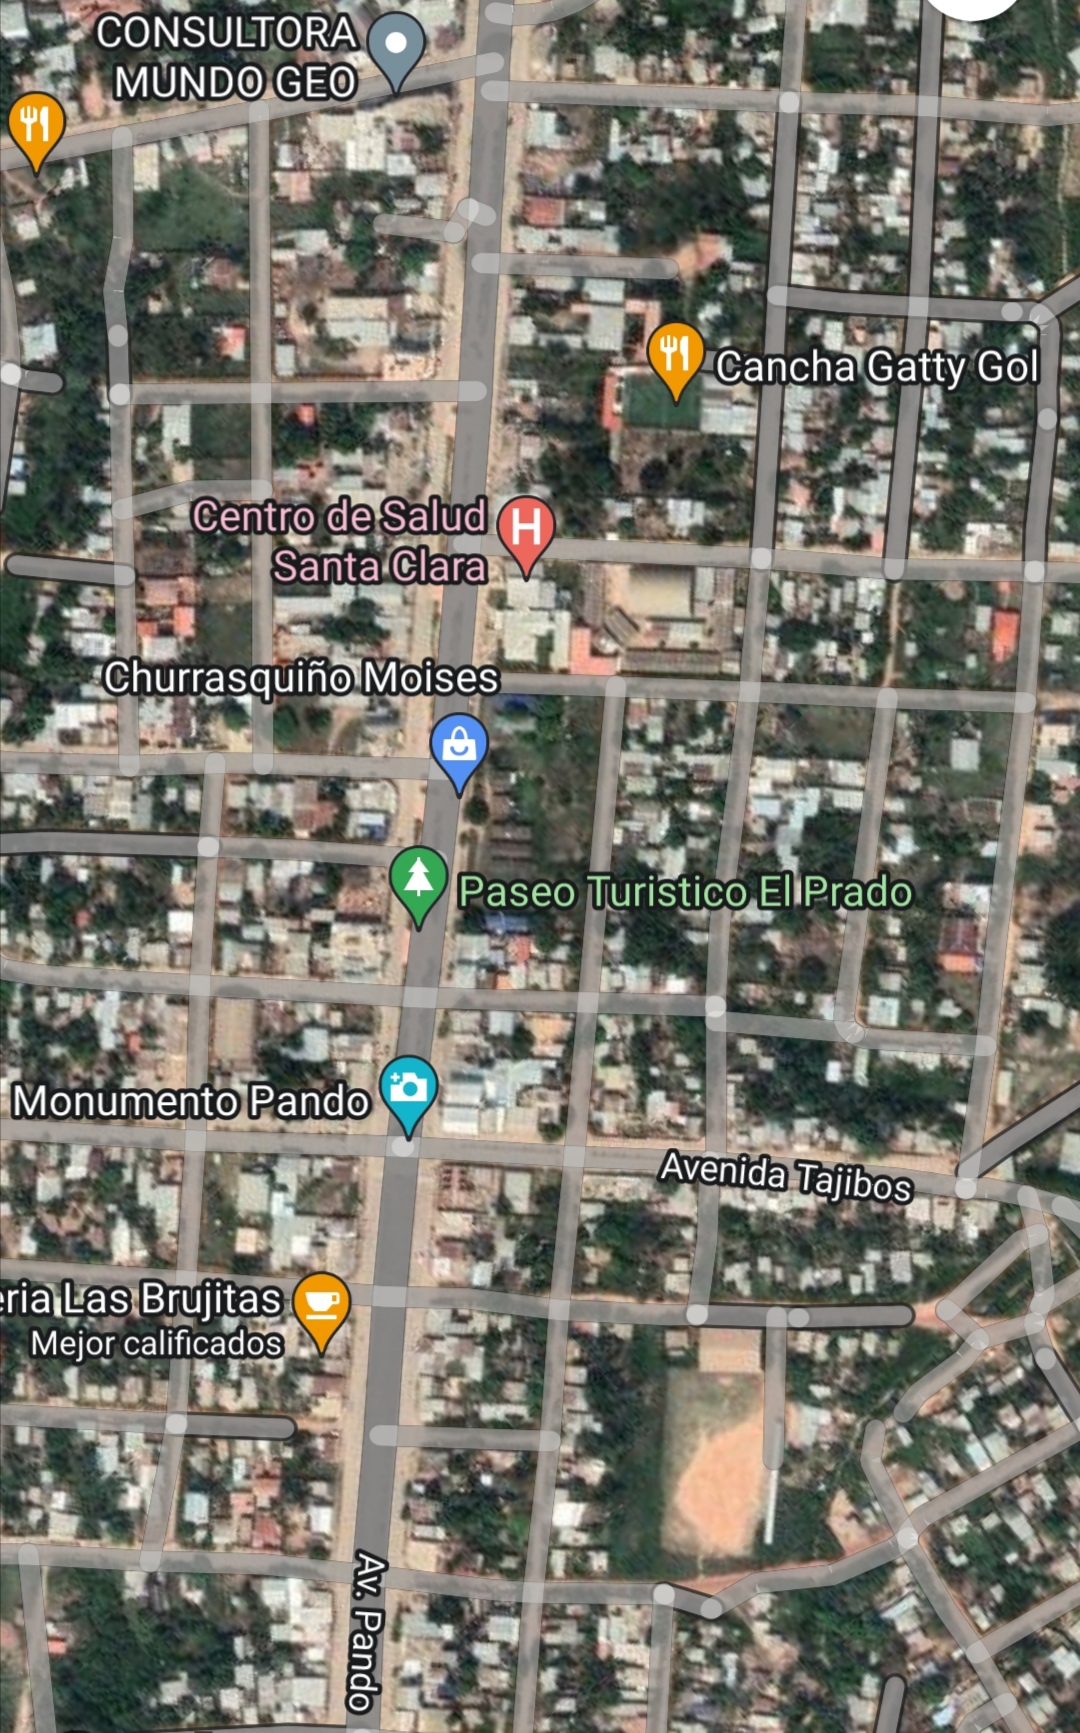 CONSULTORA
MUNDO GEO
Cancha Gatty Gol
Centro de Salud
Santa Clara
H
Churrasquiño Moises
Paseo Turistico El Prado
Monumento Pando
Avenida Tajibos
eria Las Brujitas
Mejor calificados
Av. Pando